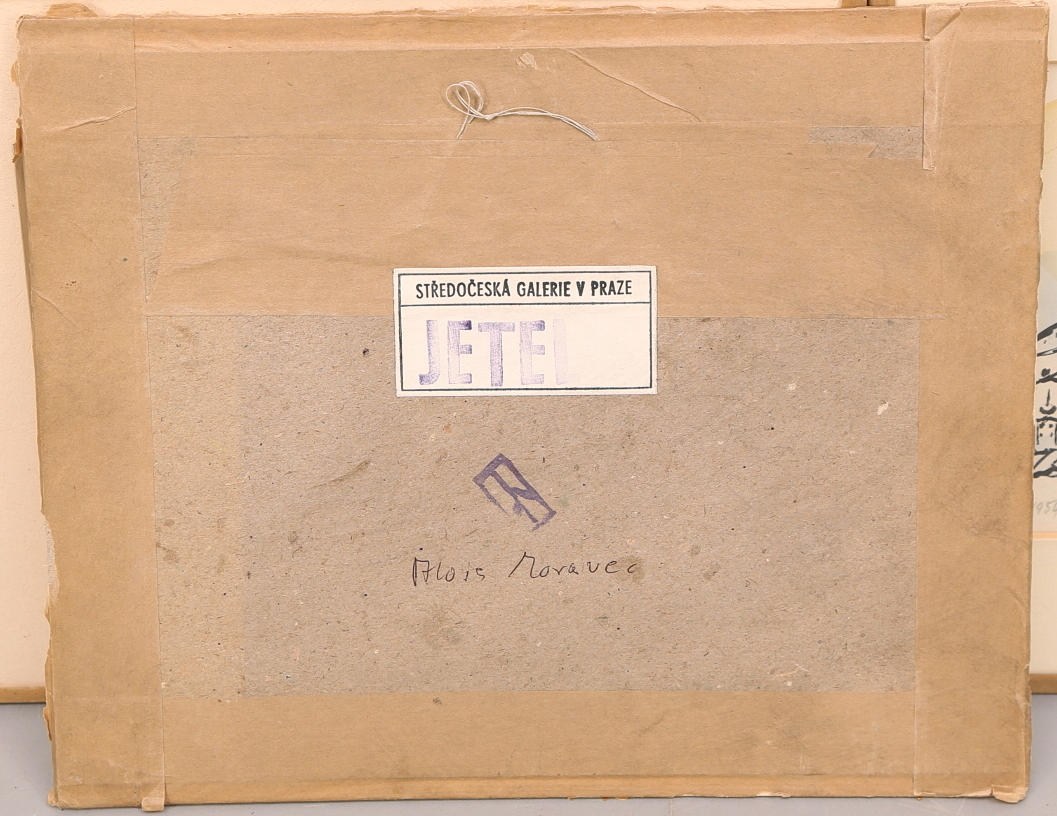 STŘEDOČESKÁ GALERIE V PRAZE
JETEL
Alois Moravec